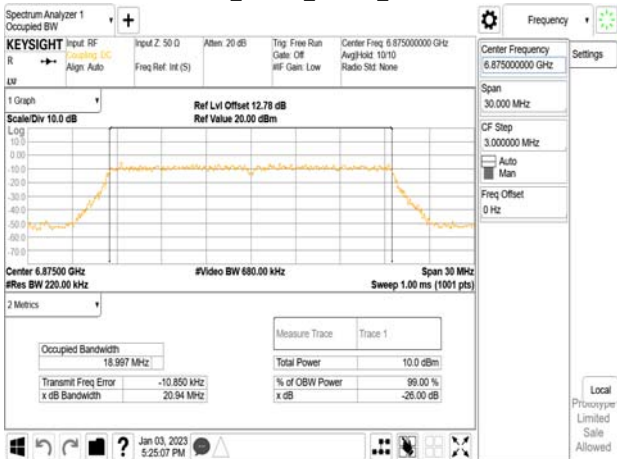 Spectrum Analyzer 1
Occupied BW
Frequency
KEYSIGHT
R
Input: RF
Coupling: DC
Align: Auto
Input Z: 50 Ω
Freq Ref: Int (S)
Atten: 20 dB
Trig: Free Run
Gate: Off
#IF Gain: Low
Center Freq: 6.875000000 GHz
Avg|Hold: 10/10
Radio Std: None
1 Graph
Scale/Div 10.0 dB
Ref Lvl Offset 12.78 dB
Ref Value 20.00 dBm
Log
10.0
0.00
-10.0
-20.0
-30.0
-40.0
-50.0
-60.0
-70.0
Center 6.87500 GHz
#Res BW 220.00 kHz
#Video BW 680.00 kHz
Span 30 MHz
Sweep 1.00 ms (1001 pts)
2 Metrics
Occupied Bandwidth
18.997 MHz
Transmit Freq Error -10.850 kHz
x dB Bandwidth 20.94 MHz
Measure Trace Trace 1
Total Power 10.0 dBm
% of OBW Power 99.00 %
x dB -26.00 dB
Jan 03, 2023
5:25:07 PM
Center Frequency
6.875000000 GHz
Span
30.000 MHz
CF Step
3.000000 MHz
Auto
Man
Freq Offset
0 Hz
Settings
Local
Prototype
Limited
Sale
Allowed